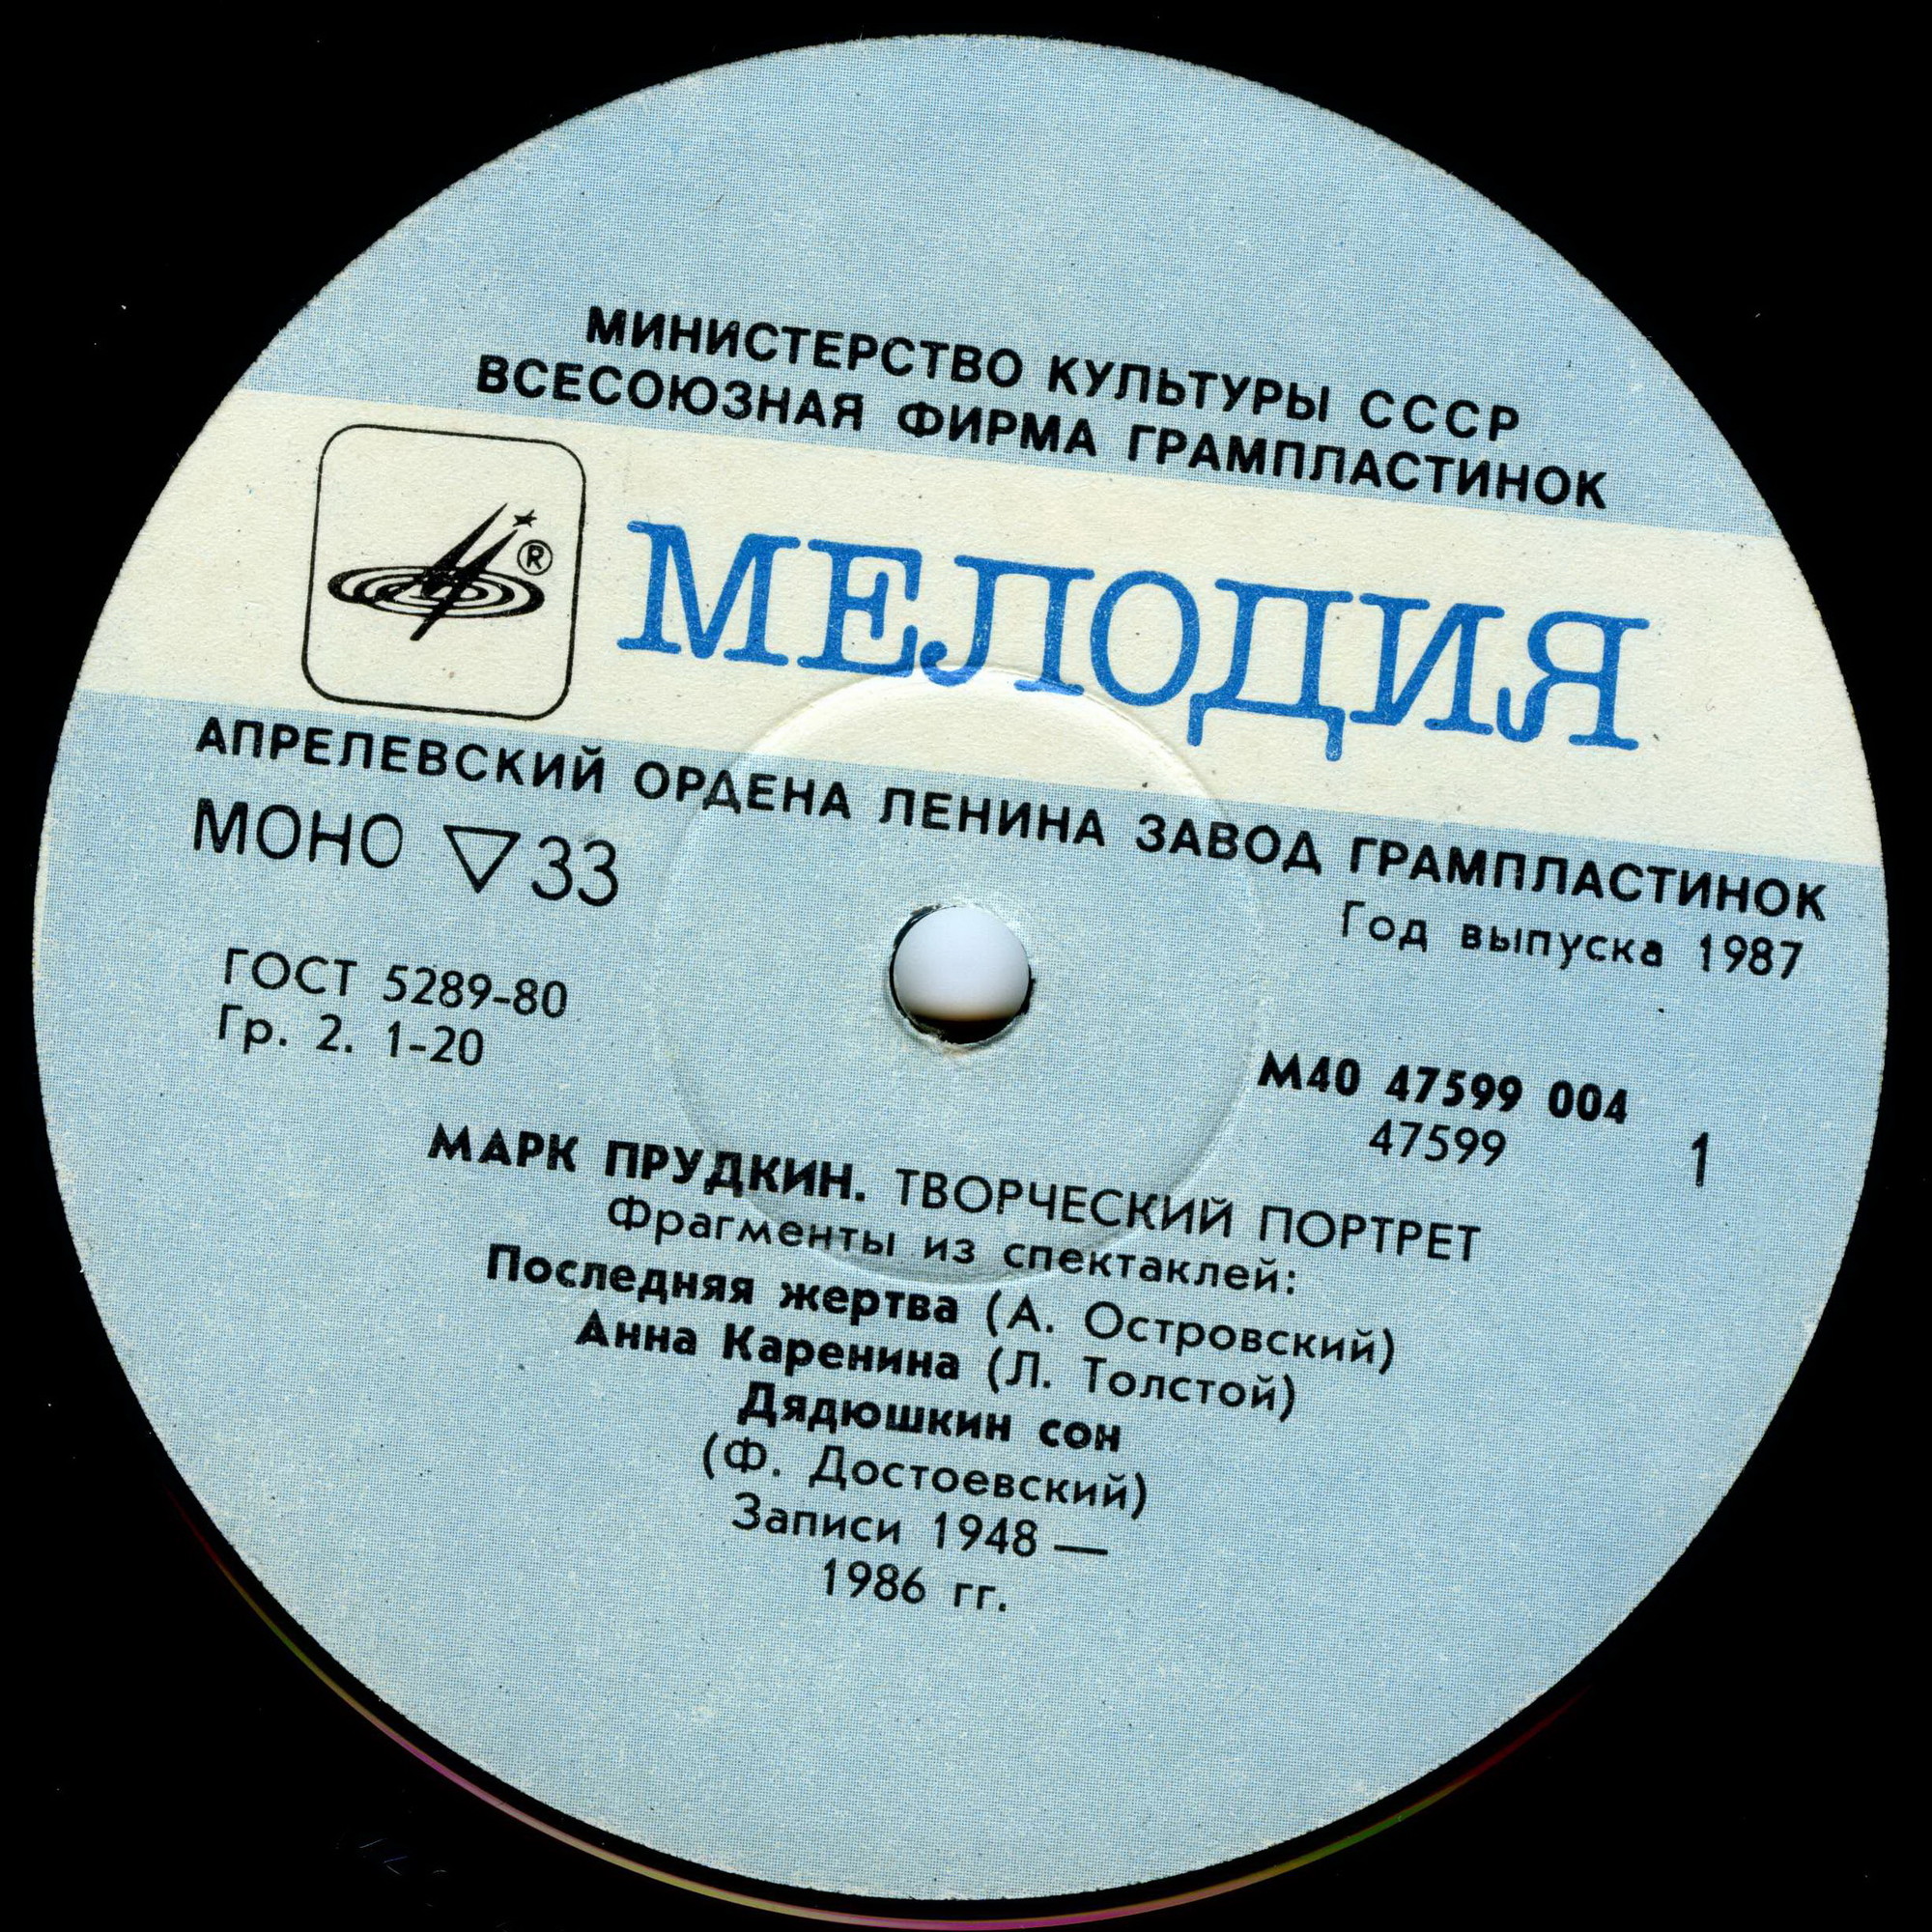 МИНИСТЕРСТВО КУЛЬТУРЫ СССР
ВСЕСОЮЗНАЯ ФИРМА ГРАМПЛАСТИНОК
®
МЕЛОДИЯ
АПРЕЛЕВСКИЙ ОРДЕНА ЛЕНИНА ЗАВОД ГРАМПЛАСТИНОК
МОНО ▽33
Год выпуска 1987
ГОСТ 5289-80
Гр. 2. 1-20
М40 47599 004
47599
1
МАРК ПРУДКИН. ТВОРЧЕСКИЙ ПОРТРЕТ
Фрагменты из спектаклей:
Последняя жертва (А. Островский)
Анна Каренина (Л. Толстой)
Дядюшкин сон
(Ф. Достоевский)
Записи 1948 —
1986 гг.